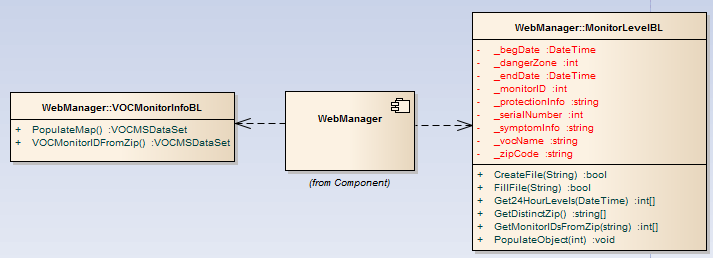 WebManager::VOCMonitorInfoBL
+ PopulateMap() :VOCMSDataSet
+ VOCMonitorIDFromZip() :VOCMSDataSet
WebManager
(from Component)
WebManager::MonitorLevelBL
- _begDate :DateTime
- _dangerZone :int
- _endDate :DateTime
- _monitorID :int
- _protectionInfo :string
- _serialNumber :int
- _symptomInfo :string
- _vocName :string
- _zipCode :string
+ CreateFile(String) :bool
+ FillFile(String) :bool
+ Get24HourLevels(DateTime) :int[]
+ GetDistinctZip() :string[]
+ GetMonitorIDsFromZip(string) :int[]
+ PopulateObject(int) :void